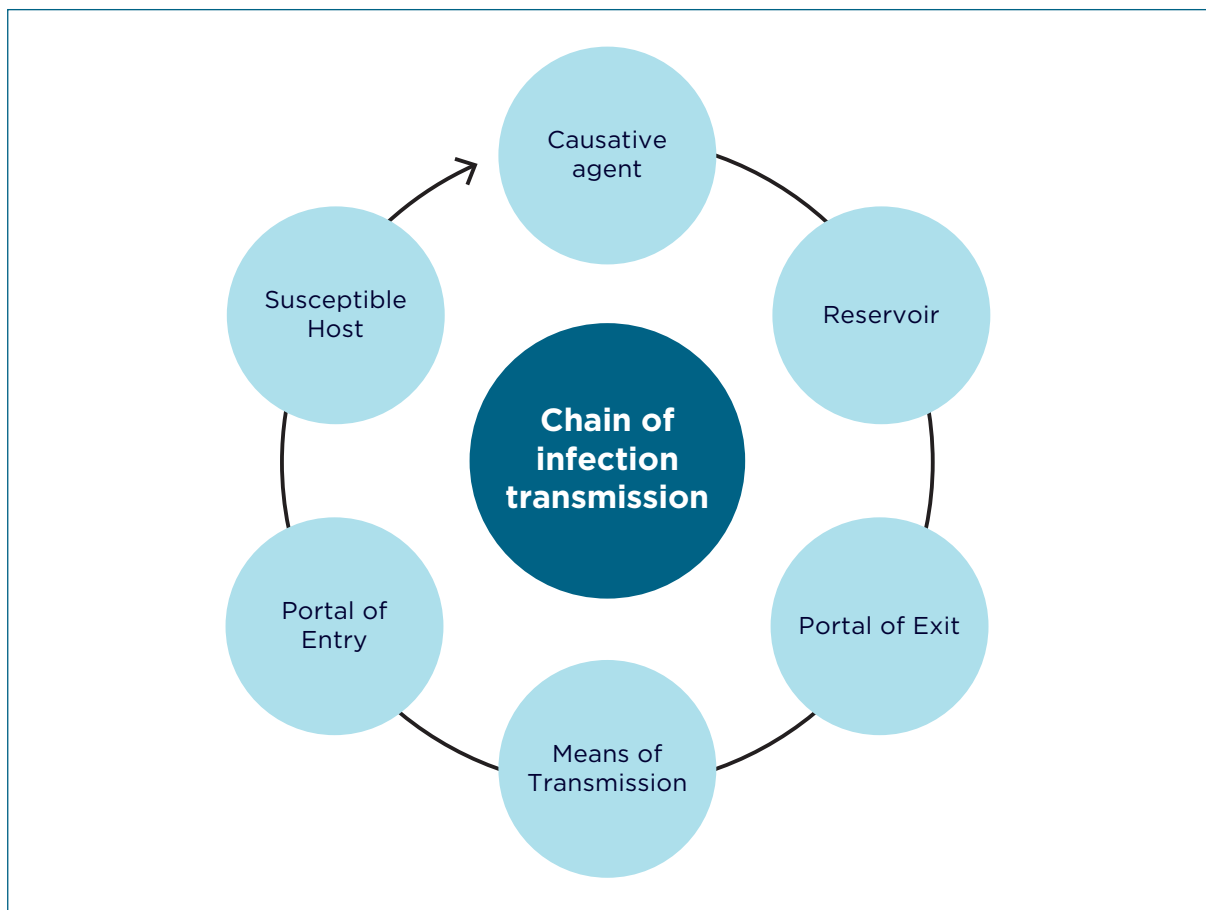 Causative
agent
Reservoir
Portal of Exit
Means of
Transmission
Portal of
Entry
Susceptible
Host
Chain of
infection
transmission